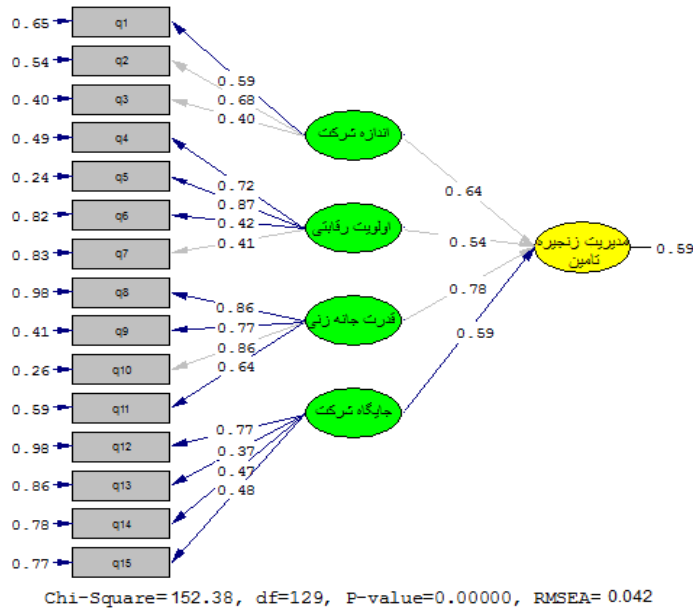 0.65 q1
0.54 q2
0.40 q3
0.49 q4
0.24 q5
0.82 q6
0.83 q7
0.98 q8
0.41 q9
0.26 q10
0.59 q11
0.98 q12
0.86 q13
0.78 q14
0.77 q15
0.59
0.68
0.40
0.72
0.87
0.42
0.41
0.86
0.77
0.86
0.64
0.77
0.37
0.47
0.48
اندازه شرکت
اولویت رقابتی
قدرت چانه زنی
جایگاه شرکت
0.64
0.54
0.78
0.59
مدیریت زنجیره
تامین
0.59
Chi-Square=152.38, df=129, P-value=0.00000, RMSEA= 0.042